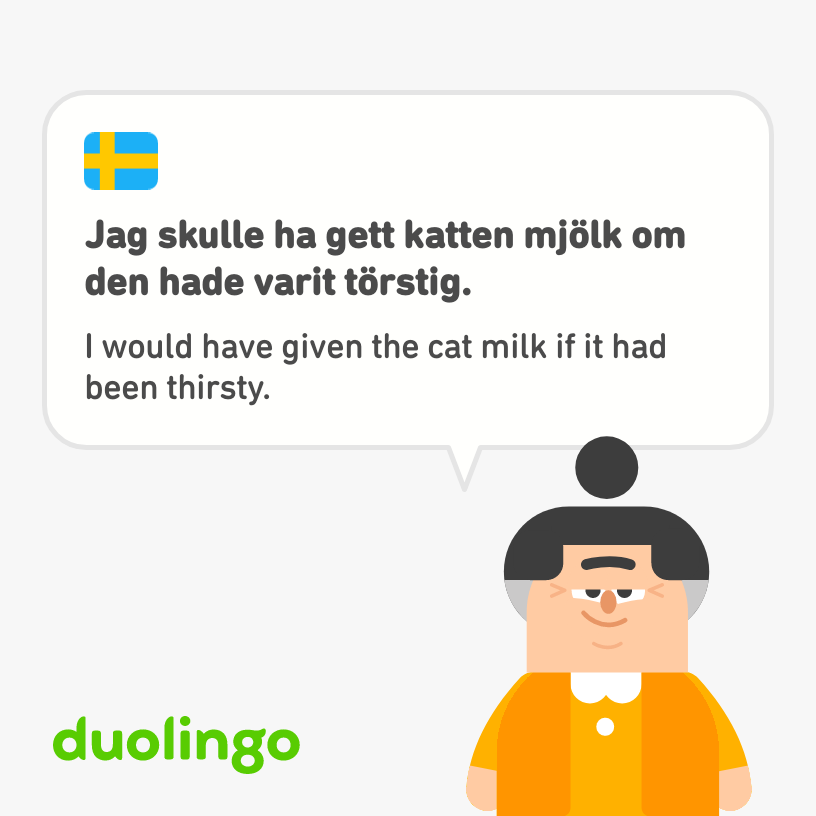 Jag skulle ha gett katten mjölk om
den hade varit törstig.
I would have given the cat milk if it had
been thirsty.
duolingo